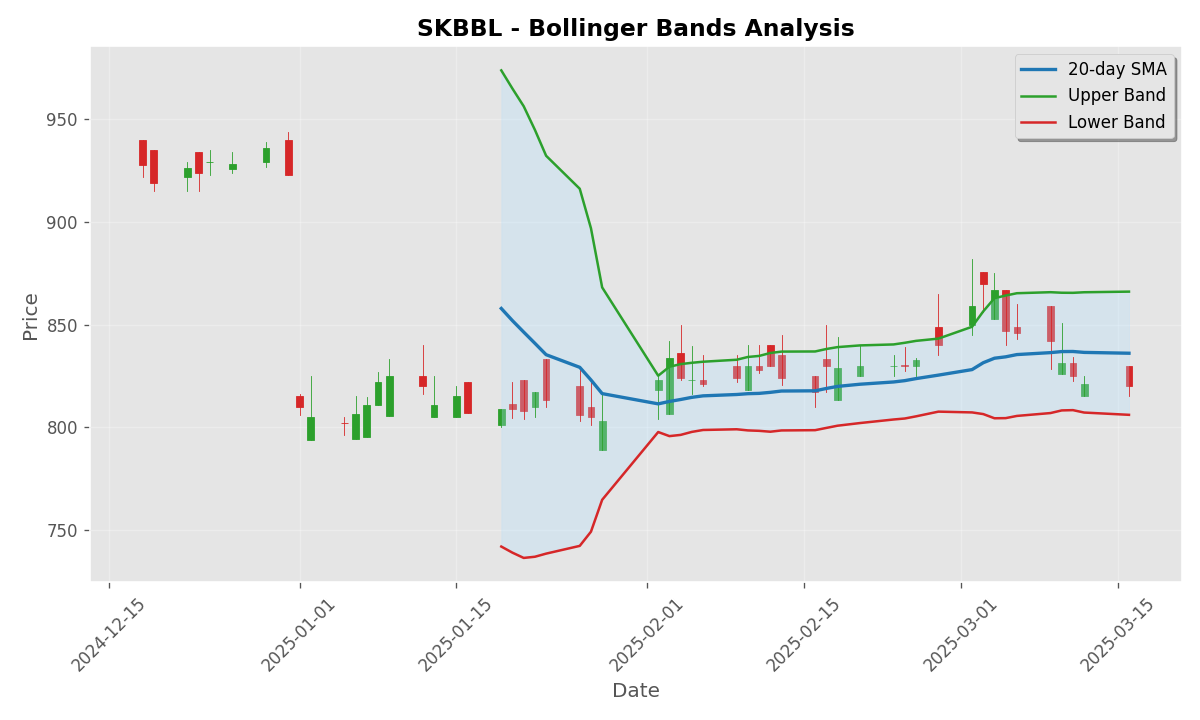 SKBBL - Bollinger Bands Analysis
20-day SMA
Upper Band
Lower Band
Price
950
900
850
800
750
2024-12-15
2025-01-01
2025-01-15
2025-02-01
2025-02-15
2025-03-01
2025-03-15
Date